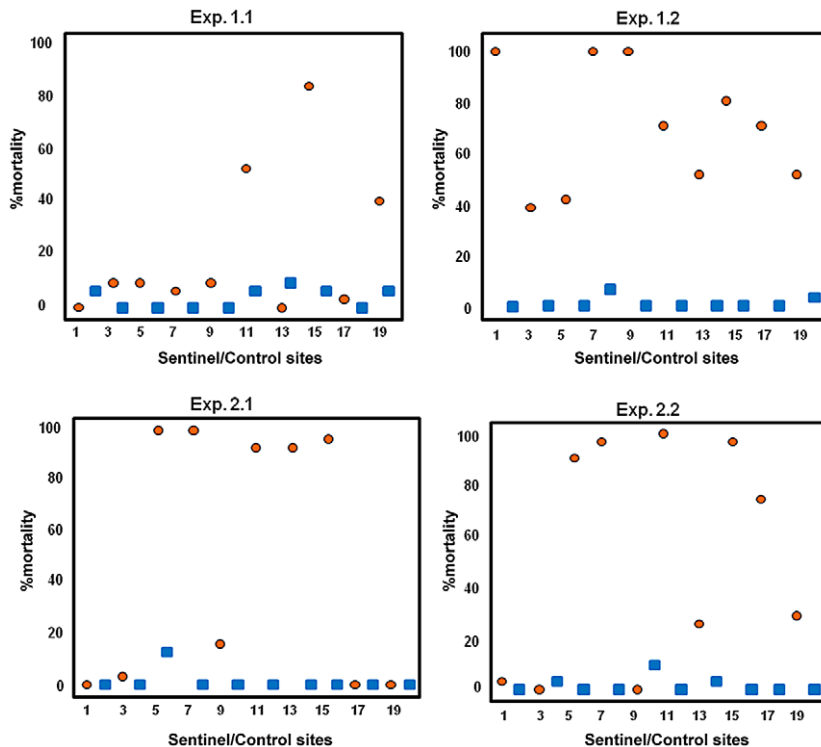 Exp. 1.1
100
80
60
40
20
0
%mortality
1 3 5 7 9 11 13 15 17 19
Sentinel/Control sites
Exp. 1.2
100
80
60
40
20
0
%mortality
1 3 5 7 9 11 13 14 17 19
Sentinel/Control sites
Exp. 2.1
100
80
60
40
20
0
%mortality
1 3 5 7 9 11 13 15 17 19
Sentinel/Control sites
Exp. 2.2
100
80
60
40
20
0
%mortality
1 3 5 7 9 11 13 15 17 19
Sentinel/Control sites